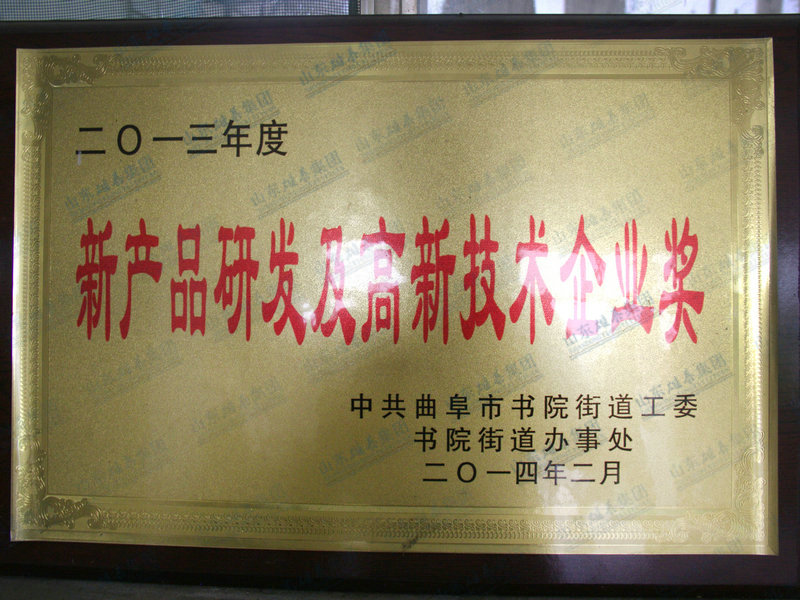 二〇一三年度
新产品研发及高新技术企业奖
中共曲阜市书院街道工委
书院街道办事处
二〇一四年二月